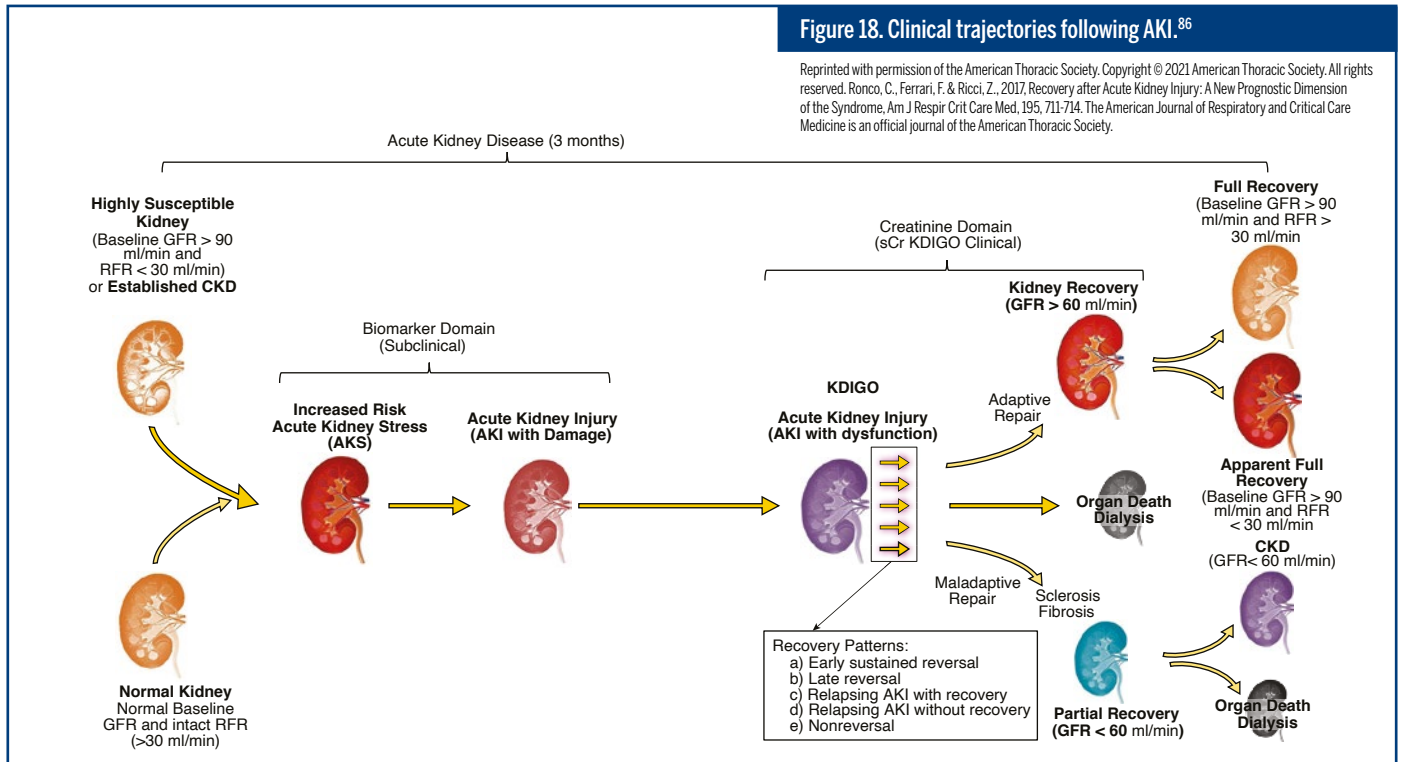 Figure 18. Clinical trajectories following AKI.86
Reprinted with permission of the American Thoracic Society. Copyright © 2021 American Thoracic Society. All rights
reserved. Ronco, C., Ferrari, F. & Ricci, Z., 2017, Recovery after Acute Kidney Injury: A New Prognostic Dimension
of the Syndrome, Am J Respir Crit Care Med, 195, 711-714. The American Journal of Respiratory and Critical Care
Medicine is an official journal of the American Thoracic Society.
Acute Kidney Disease (3 months)
Highly Susceptible
Kidney
(Baseline GFR > 90
ml/min and
RFR < 30 ml/min)
or Established CKD
Normal Kidney
Normal Baseline
GFR and intact RFR
(>30 ml/min)
Biomarker Domain
(Subclinical)
Increased Risk
Acute Kidney Stress
(AKS)
Acute Kidney Injury
(AKI with Damage)
Creatinine Domain
(sCr KDIGO Clinical)
KDIGO
Acute Kidney Injury
(AKI with dysfunction)
Recovery Patterns:
a) Early sustained reversal
b) Late reversal
c) Relapsing AKI with recovery
d) Relapsing AKI without recovery
e) Nonreversal
Adaptive
Repair
Kidney Recovery
(GFR > 60 ml/min)
Full Recovery
(Baseline GFR > 90
ml/min and RFR >
30 ml/min
Apparent Full
Recovery
(Baseline GFR > 90
ml/min and RFR
< 30 ml/min
Organ Death
Dialysis
Maladaptive
Repair
Sclerosis
Fibrosis
Partial Recovery
(GFR < 60 ml/min)
CKD
(GFR< 60 ml/min)
Organ Death
Dialysis